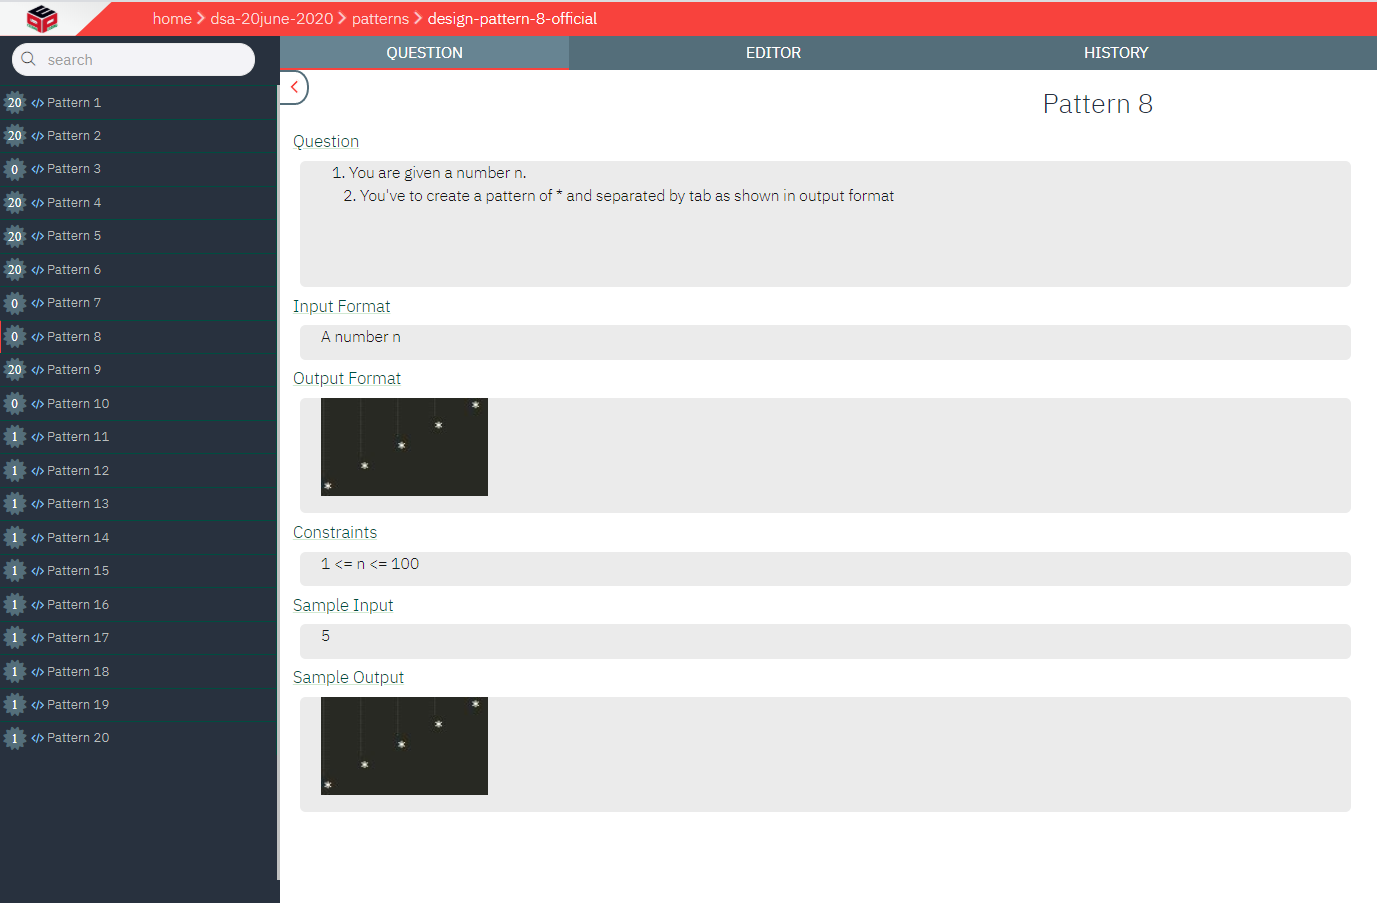 home > dsa-20june-2020 > patterns > design-pattern-8-official
search
QUESTION EDITOR HISTORY
20 </> Pattern 1
20 </> Pattern 2
0 </> Pattern 3
20 </> Pattern 4
20 </> Pattern 5
20 </> Pattern 6
0 </> Pattern 7
0 </> Pattern 8
20 </> Pattern 9
0 </> Pattern 10
1 </> Pattern 11
1 </> Pattern 12
1 </> Pattern 13
1 </> Pattern 14
1 </> Pattern 15
1 </> Pattern 16
1 </> Pattern 17
1 </> Pattern 18
1 </> Pattern 19
1 </> Pattern 20
Pattern 8
Question
1. You are given a number n.
2. You've to create a pattern of * and separated by tab as shown in output format
Input Format
A number n
Output Format
*
*
*
*
*
Constraints
1 <= n <= 100
Sample Input
5
Sample Output
*
*
*
*
*